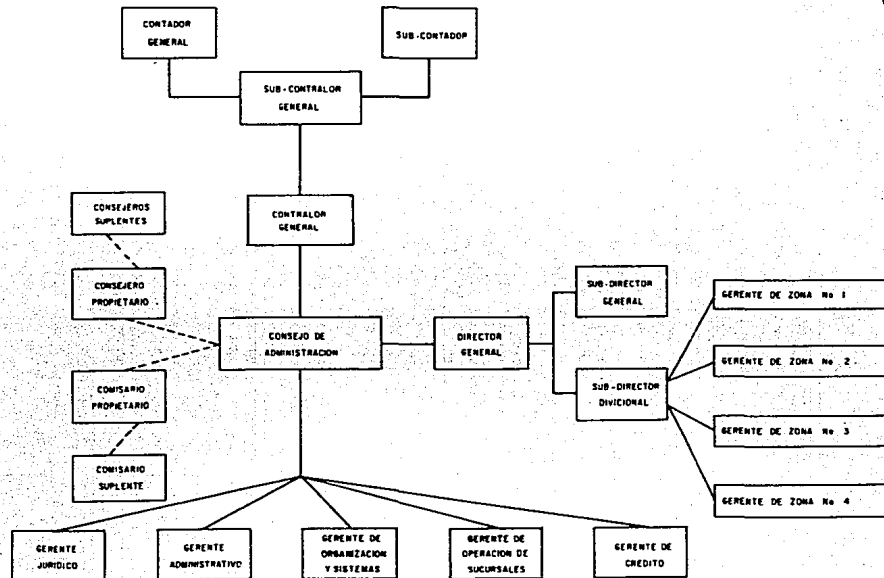 CONTADOR
GENERAL
SUB-CONTADOP
SUB-CONTRALOR
GENERAL
CONSEJEROS
SUPLENTES
CONTRALOR
GENERAL
CONSEJERO
PROPIETARIO
SUB-DIRECTOR
GENERAL
GERENTE DE ZONA No 1
CONSEJO DE
ADMINISTRACION
DIRECTOR
GENERAL
GERENTE DE ZONA No. 2
COMISARIO
PROPIETARIO
SUB-DIRECTOR
DIVICIONAL
GERENTE DE ZONA No 3
COMISARIO
SUPLENTE
GERENTE DE ZONA No 4
GERENTE
JURIDICO
GERENTE
ADMINISTRATIVO
GERENTE DE
ORGANIZACION
Y SISTEMAS
GERENTE DE
OPERACION DE
SUCURSALES
GERENTE DE
CREDITO